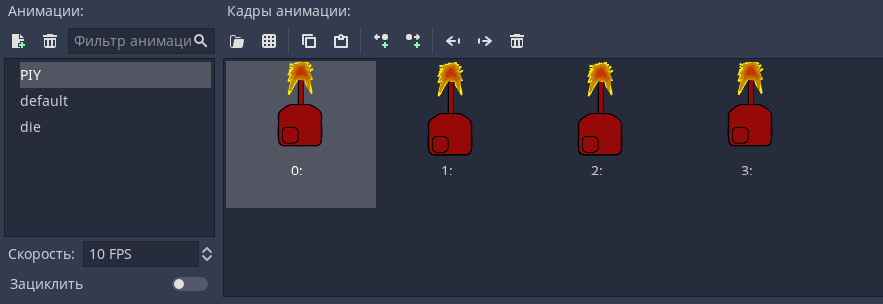 Анимации:
Кадры анимации:
Фильтр анимаци
PIY
default
die
0:
1:
2:
3:
Скорость:
10 FPS
Зациклить